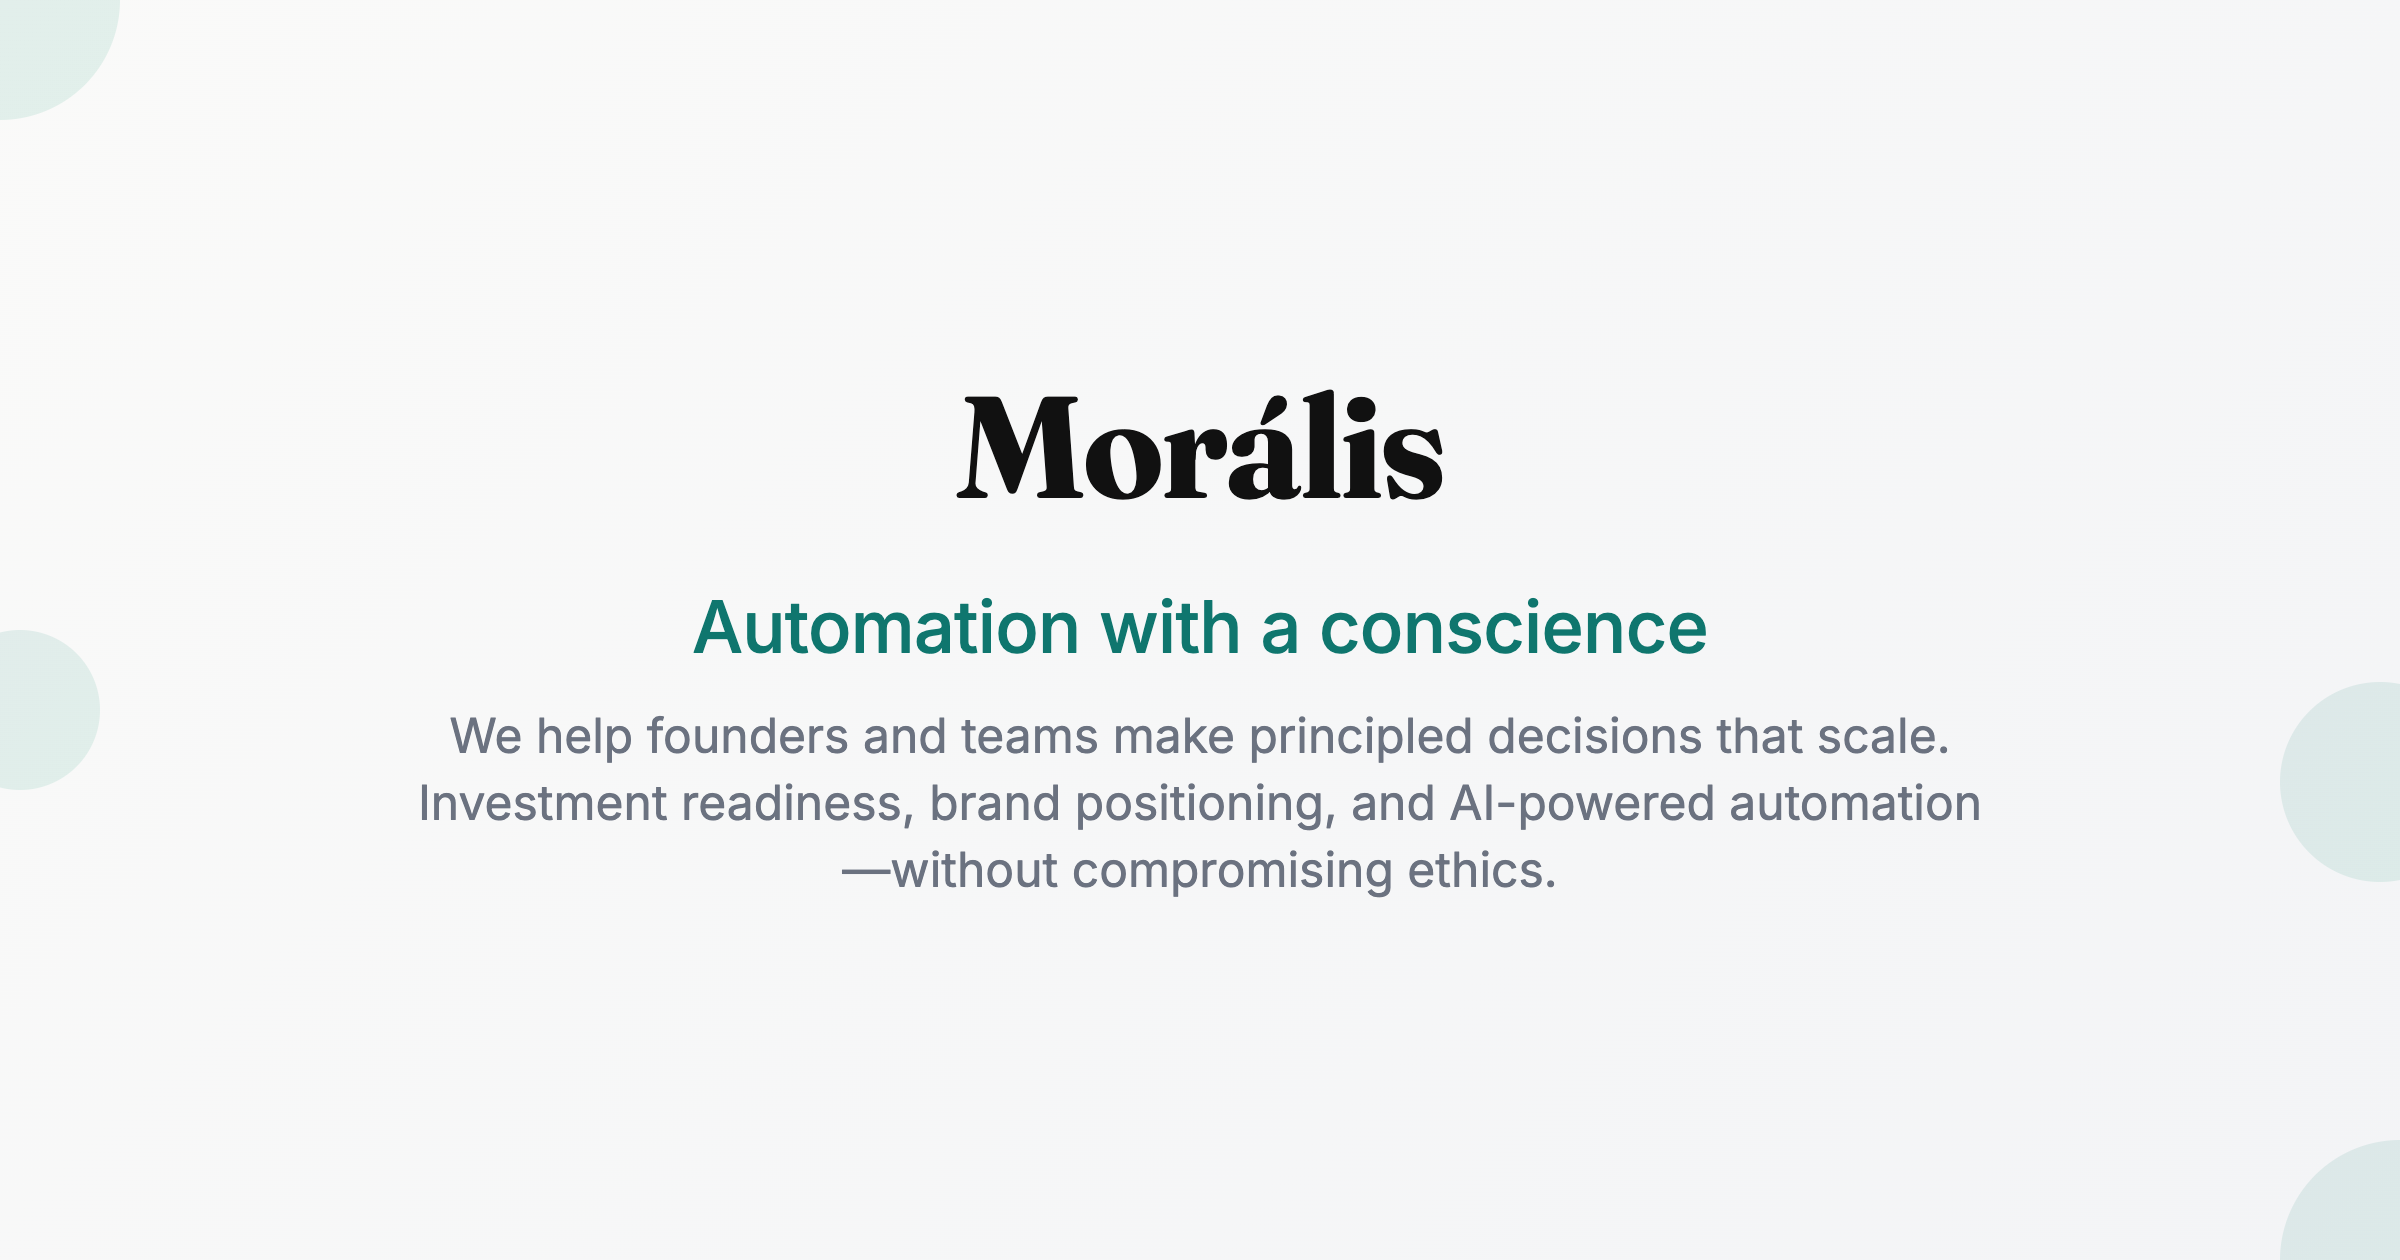 Morális
Automation with a conscience
We help founders and teams make principled decisions that scale.
Investment readiness, brand positioning, and AI-powered automation
—without compromising ethics.